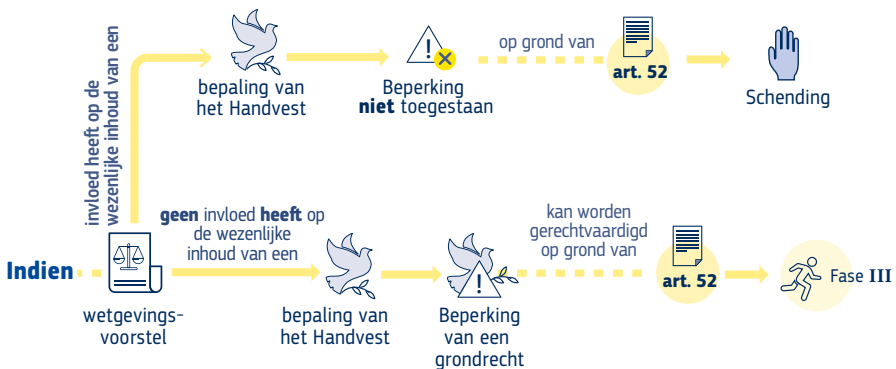 Indien
wetgevings-
voorstel
invloed heeft op de
wezenlijke inhoud van een
bepaling van
het Handvest
Beperking
niet toegestaan
op grond van
art. 52
Schending
geen invloed heeft op
de wezenlijke
inhoud van een
bepaling van
het Handvest
Beperking
van een
grondrecht
kan worden
gerechtvaardigd
op grond van
art. 52
Fase III